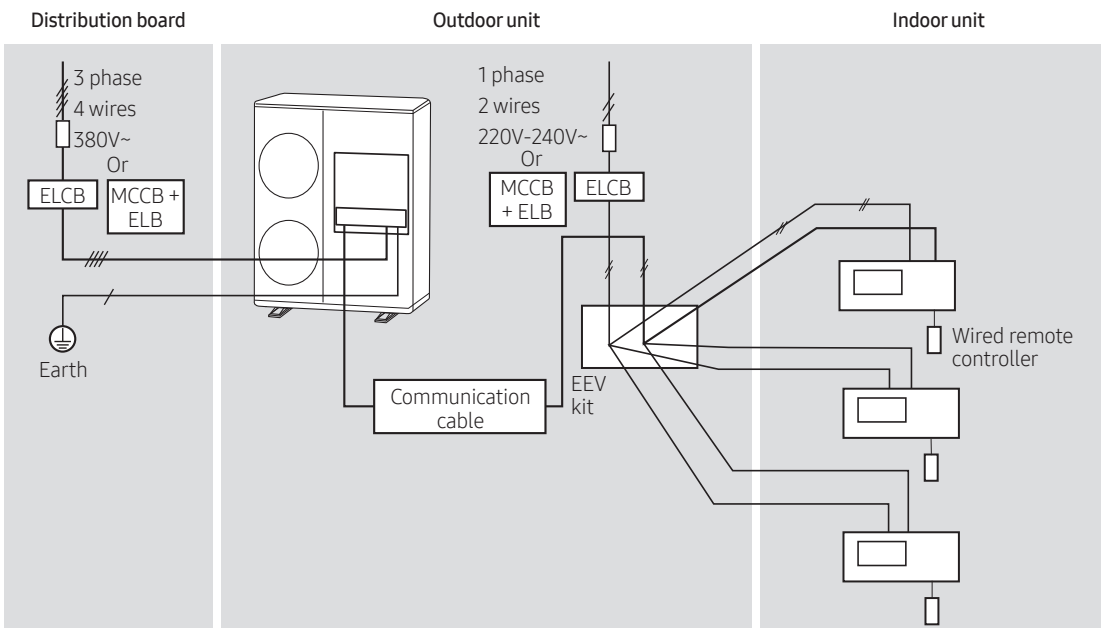 Distribution board
Outdoor unit
Indoor unit
3 phase
4 wires
380V~
Or
ELCB
MCCB +
ELB
Earth
1 phase
2 wires
220V-240V~
Or
MCCB
+ ELB
ELCB
Communication
cable
EEV
kit
Wired remote
controller